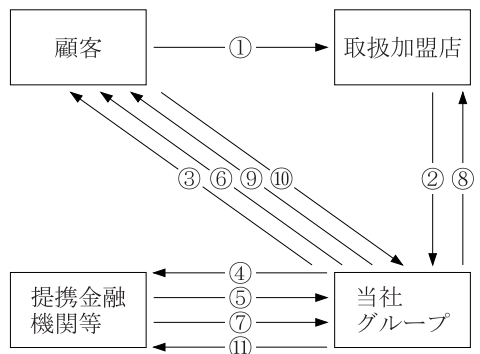 顧客
①
取扱加盟店
③
⑥
⑨
⑩
②
⑧
④
提携金融
機関等
⑤
⑦
⑪
当社
グループ